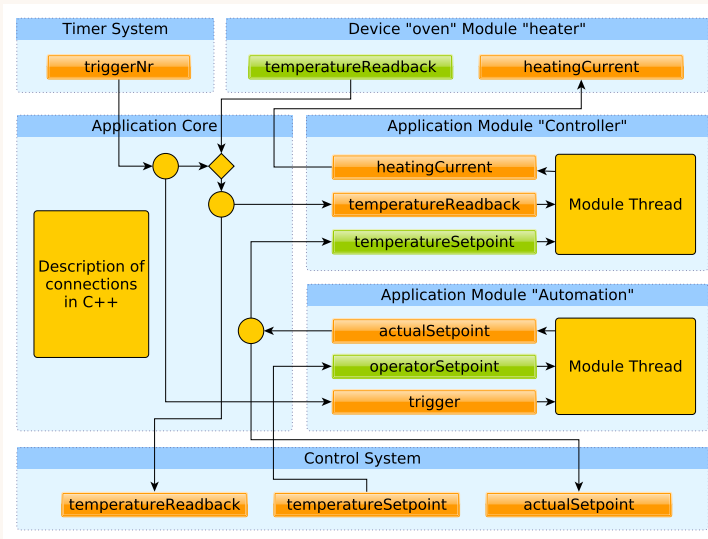 Timer System
triggerNr
Device "oven" Module "heater"
temperatureReadback
heatingCurrent
Application Core
Description of
connections
in C++
Application Module "Controller"
heatingCurrent
temperatureReadback
temperatureSetpoint
Module Thread
Application Module "Automation"
actualSetpoint
operatorSetpoint
trigger
Module Thread
Control System
temperatureReadback
temperatureSetpoint
actualSetpoint